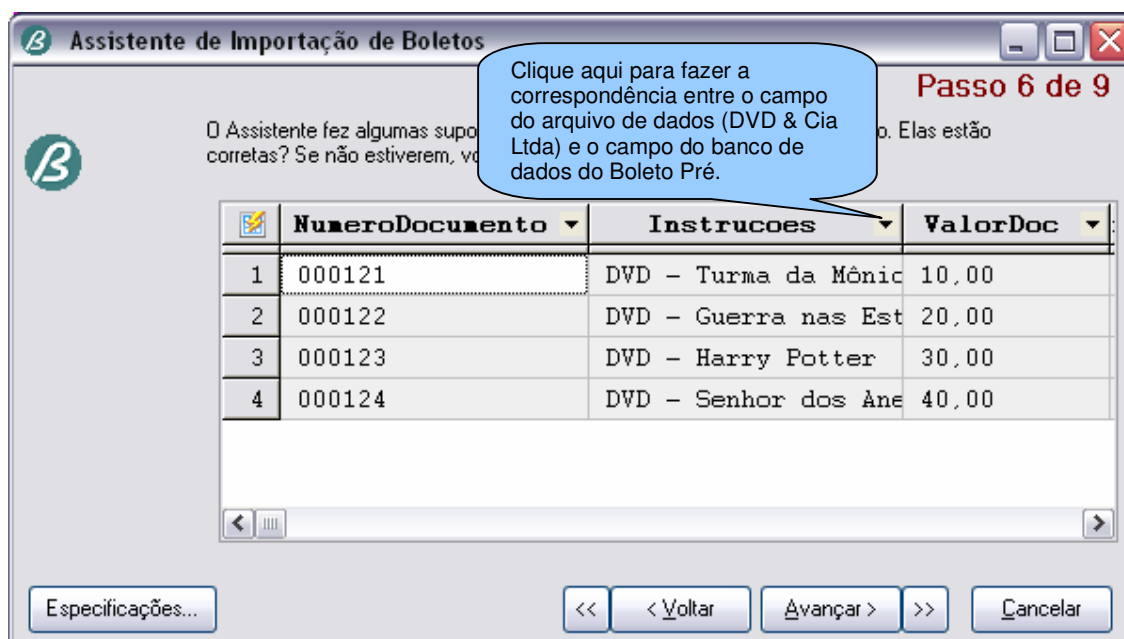 Assistente de Importação de Boletos
Passo 6 de 9
Clique aqui para fazer a
correspondência entre o campo
do arquivo de dados (DVD & Cia
Ltda) e o campo do banco de
dados do Boleto Pré.
O Assistente fez algumas o. Elas estão
corretas? Se não estiverem,
NumeroDocumento Instrucoes ValorDoc
1 000121 DVD - Turma da Mônic 10,00
2 000122 DVD - Guerra nas Est 20,00
3 000123 DVD - Harry Potter 30,00
4 000124 DVD - Senhor dos Ane 40,00
Especificações... << < Voltar Avançar > >> Cancelar